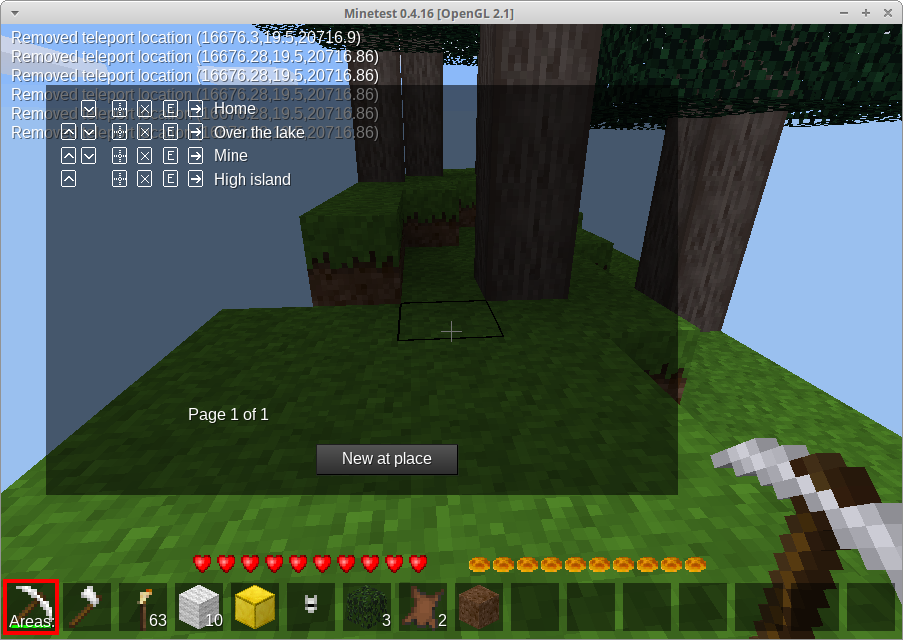 Minetest 0.4.16 [OpenGL 2.1]
Removed teleport location (16676.3,19.5,20716.9)
Removed teleport location (16676.28,19.5,20716.86)
Removed teleport location (16676.28,19.5,20716.86)
Removed teleport location (16676.28,19.5,20716.86)
Removed teleport location (16676.28,19.5,20716.86)
Removed teleport location (16676.28,19.5,20716.86)
E Home
E Over the lake
E Mine
E High island
Page 1 of 1
New at place
Areas: 63 10 3 2